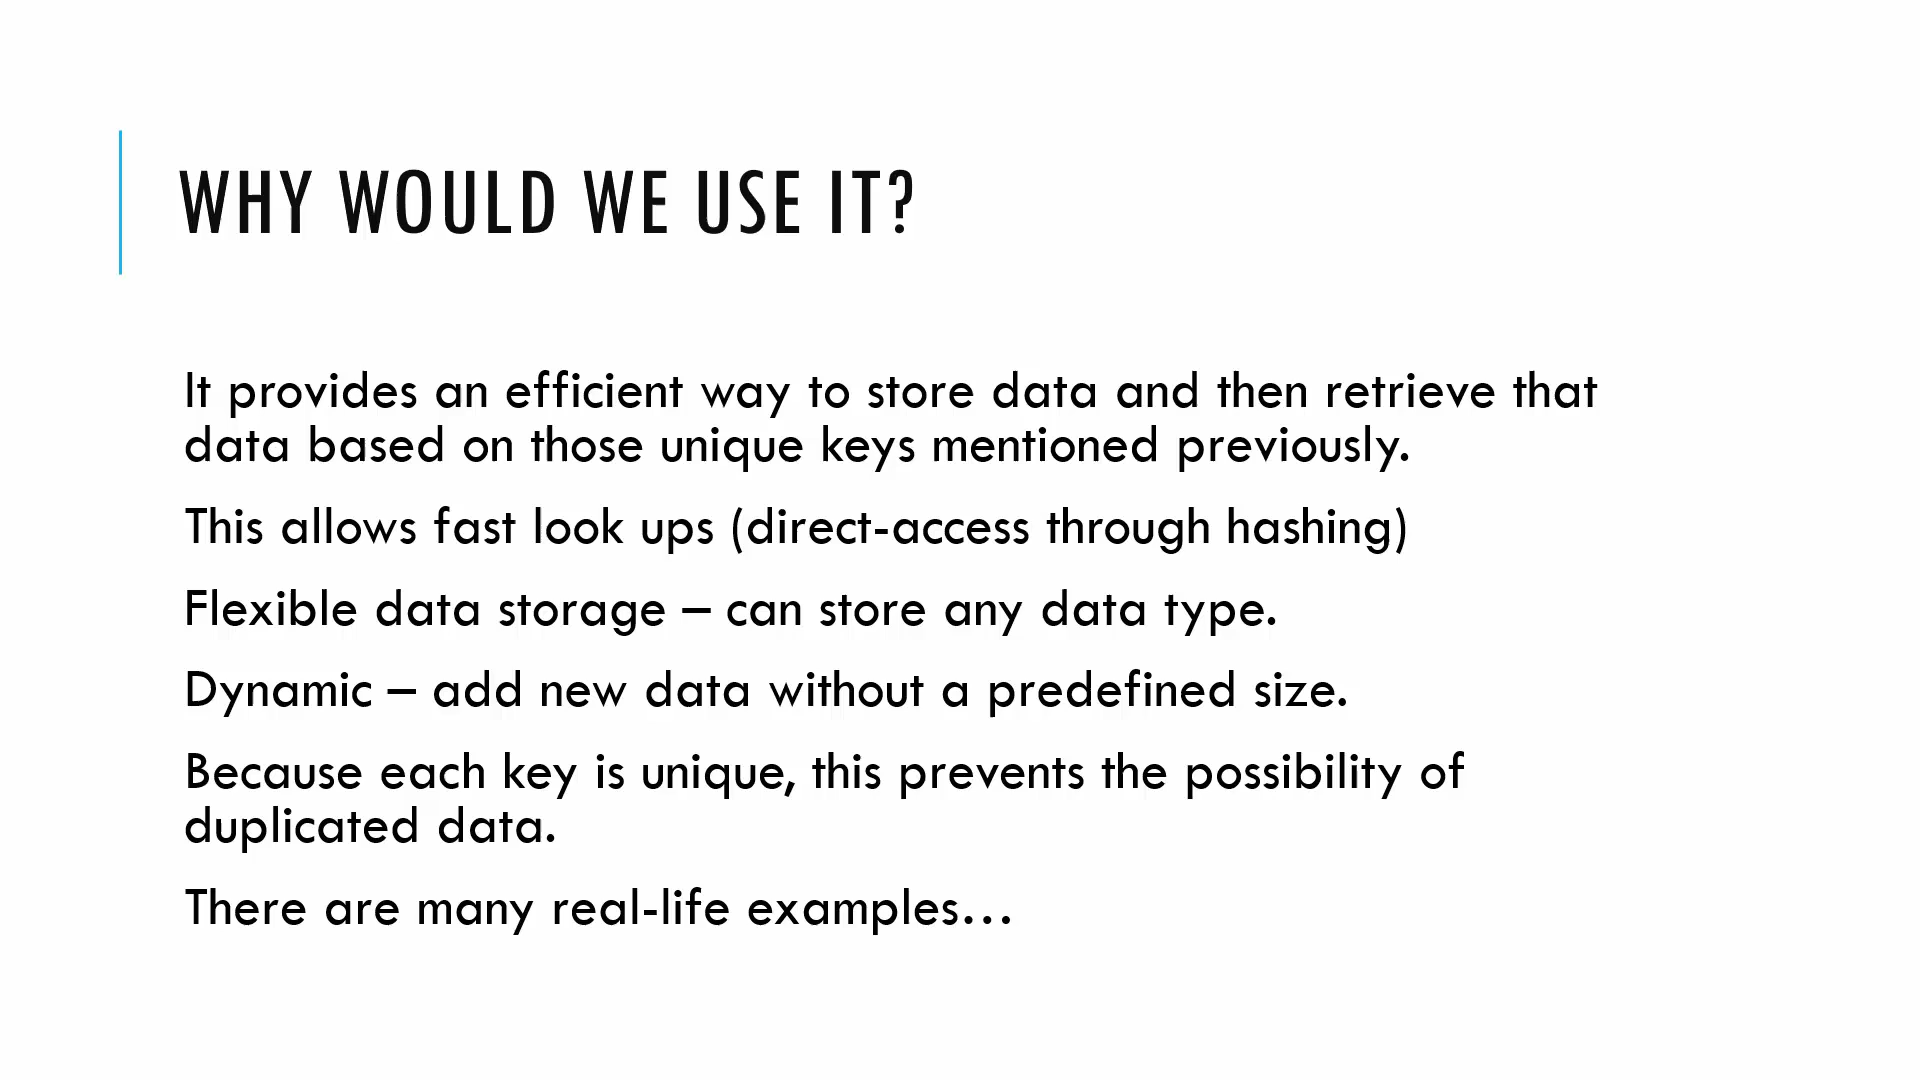 WHY WOULD WE USE IT?
It provides an efficient way to store data and then retrieve that
data based on those unique keys mentioned previously.
This allows fast look ups (direct-access through hashing)
Flexible data storage – can store any data type.
Dynamic – add new data without a predefined size.
Because each key is unique, this prevents the possibility of
duplicated data.
There are many real-life examples…